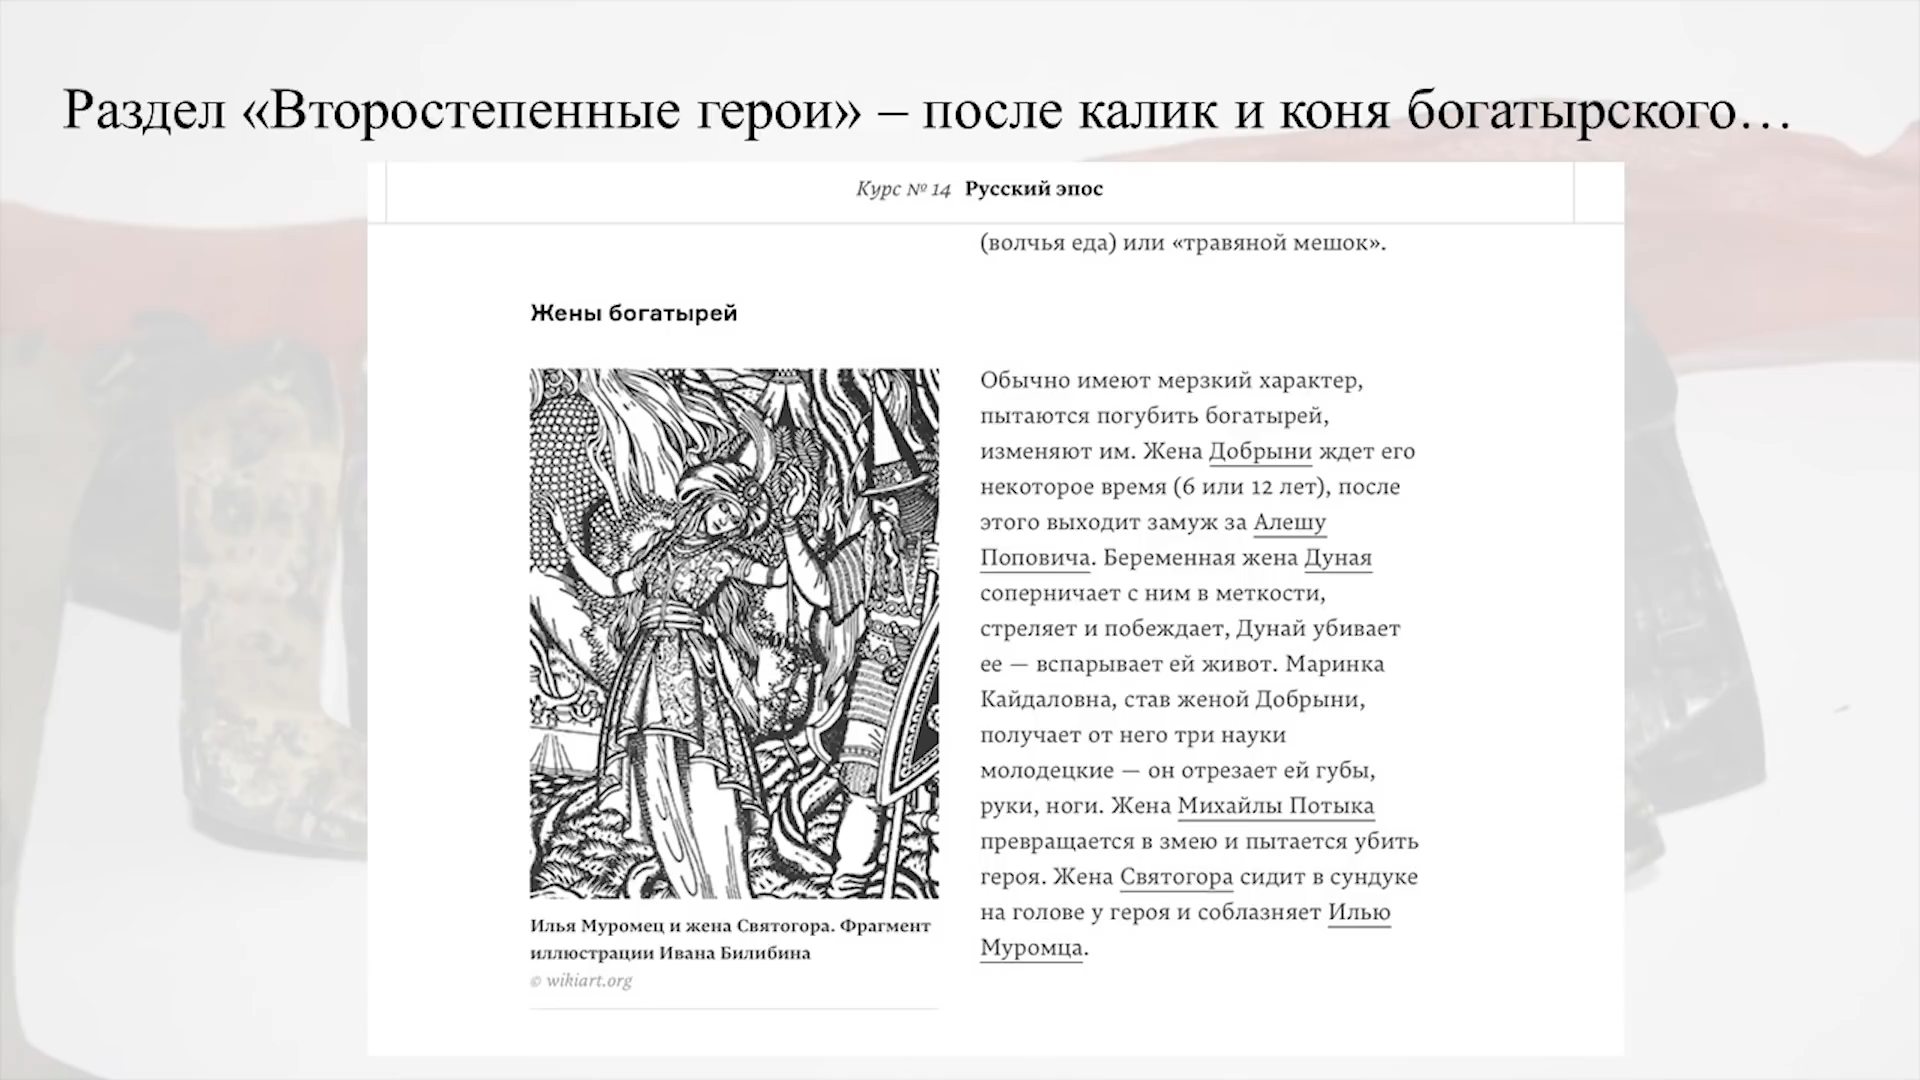 Раздел «Второстепенные герои» – после калик и коня богатырского…
Курс № 14 Русский эпос
(волчья еда) или «травяной мешок».
Жены богатырей
Обычно имеют мерзкий характер,
пытаются погубить богатырей,
изменяют им. Жена Добрыни ждет его
некоторое время (6 или 12 лет), после
этого выходит замуж за Алешу
Поповича. Беременная жена Дуная
соперничает с ним в меткости,
стреляет и побеждает, Дунай убивает
ее — вспарывает ей живот. Маринка
Кайдаловна, став женой Добрыни,
получает от него три науки
молодецкие — он отрезает ей губы,
руки, ноги. Жена Михайлы Потыка
превращается в змею и пытается убить
героя. Жена Святогора сидит в сундуке
на голове у героя и соблазняет Илью
Муромца.
Илья Муромец и жена Святогора. Фрагмент
иллюстрации Ивана Билибина
© wikiart.org